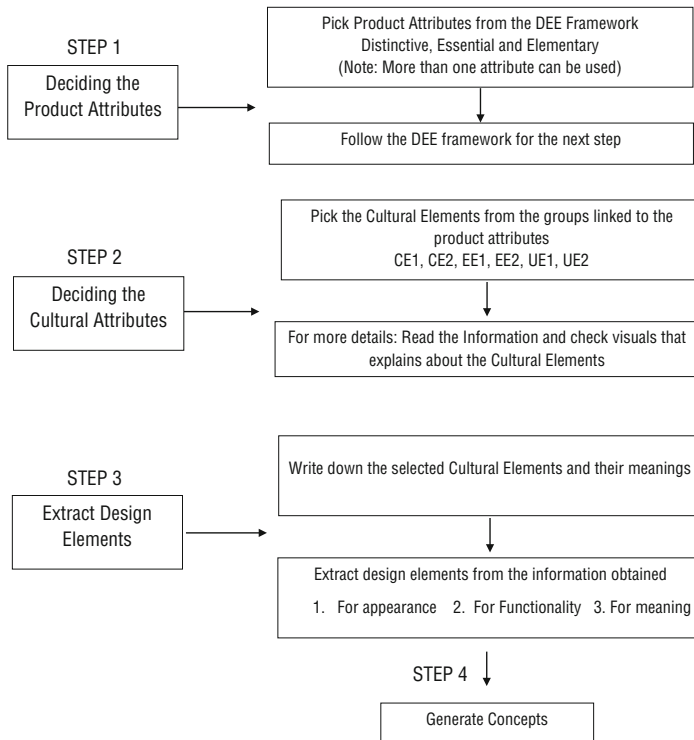 STEP 1
Deciding the
Product Attributes
Pick Product Attributes from the DEE Framework
Distinctive, Essential and Elementary
(Note: More than one attribute can be used)
Follow the DEE framework for the next step
STEP 2
Deciding the
Cultural Attributes
Pick the Cultural Elements from the groups linked to the
product attributes
CE1, CE2, EE1, EE2, UE1, UE2
For more details: Read the Information and check visuals that
explains about the Cultural Elements
STEP 3
Extract Design
Elements
Write down the selected Cultural Elements and their meanings
Extract design elements from the information obtained
1. For appearance 2. For Functionality 3. For meaning
STEP 4
Generate Concepts